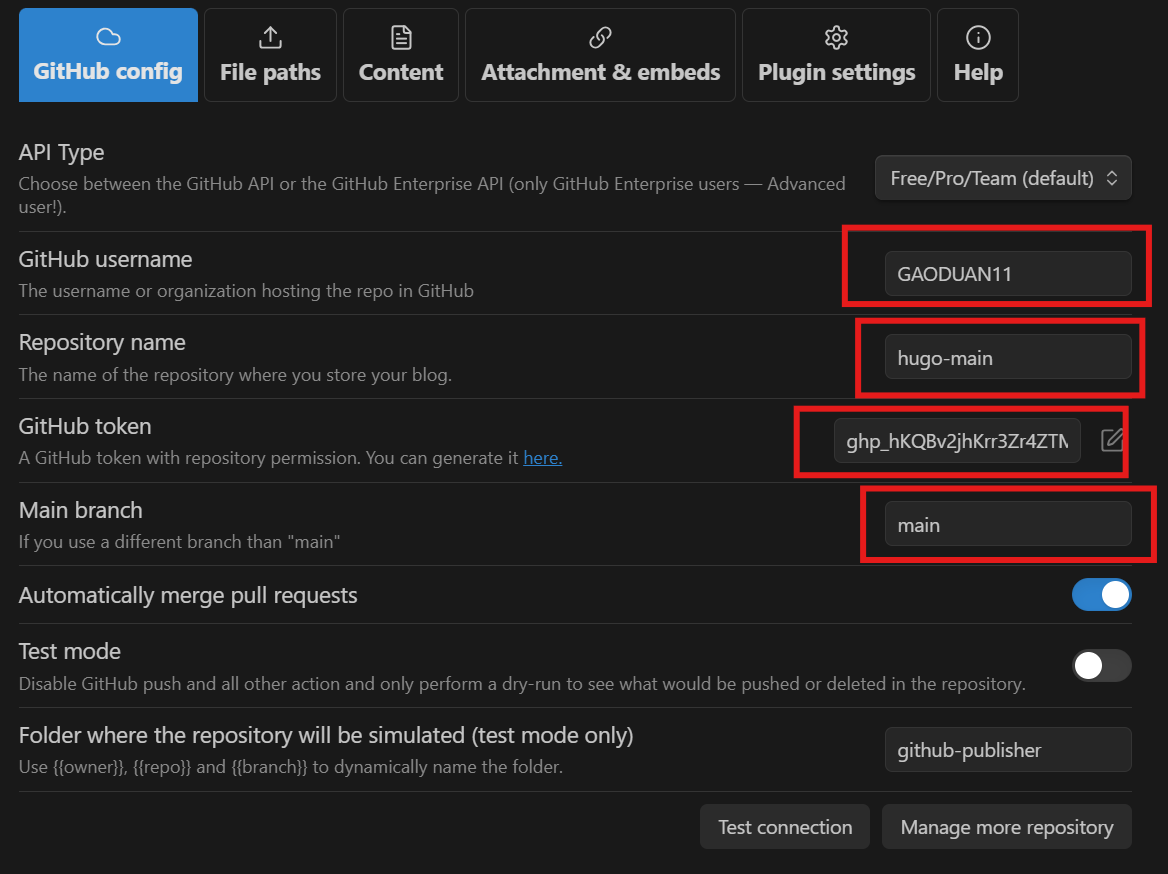 GitHub config
File paths
Content
Attachment & embeds
Plugin settings
Help
API Type
Choose between the GitHub API or the GitHub Enterprise API (only GitHub Enterprise users — Advanced
user!).
Free/Pro/Team (default)
GitHub username
The username or organization hosting the repo in GitHub
GAODUAN11
Repository name
The name of the repository where you store your blog.
hugo-main
GitHub token
A GitHub token with repository permission. You can generate it here.
ghp_hKQBv2jhKrr3Zr4ZT
Main branch
If you use a different branch than "main"
main
Automatically merge pull requests
Test mode
Disable GitHub push and all other action and only perform a dry-run to see what would be pushed or deleted in the repository.
Folder where the repository will be simulated (test mode only)
Use {{owner}}, {{repo}} and {{branch}} to dynamically name the folder.
github-publisher
Test connection
Manage more repository